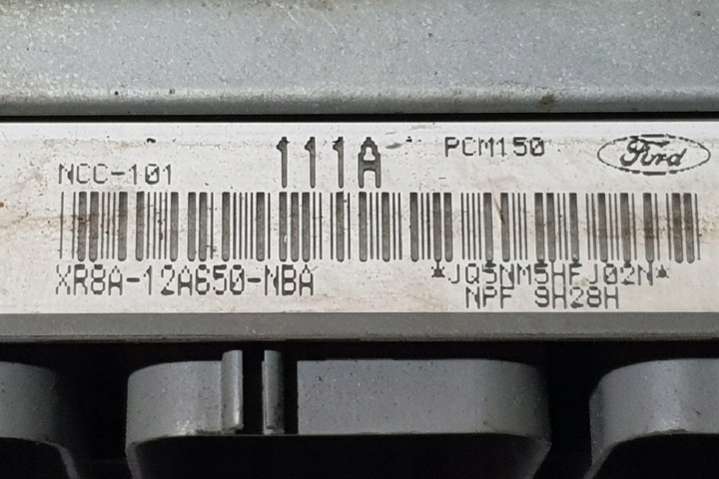 NCC-101
111A
PCM150
Ford
XR8A-12A650-NBA
*JQ5NM5HFJ02N*
NPF 9H28H